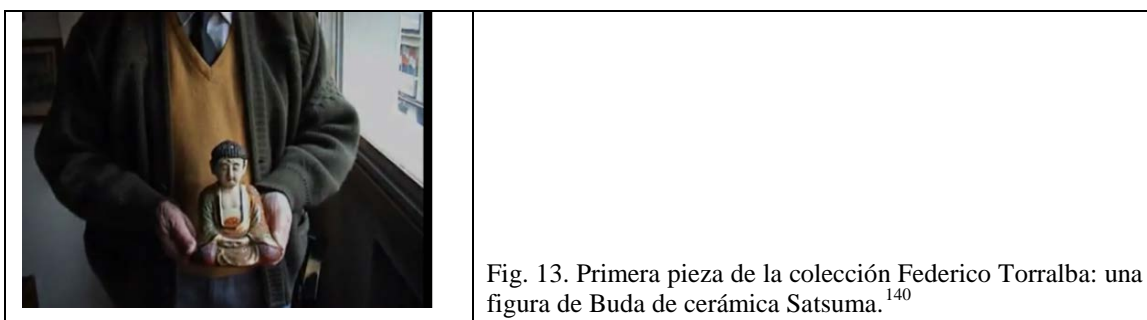 Fig. 13. Primera pieza de la colección Federico Torralba: una
figura de Buda de cerámica Satsuma.140